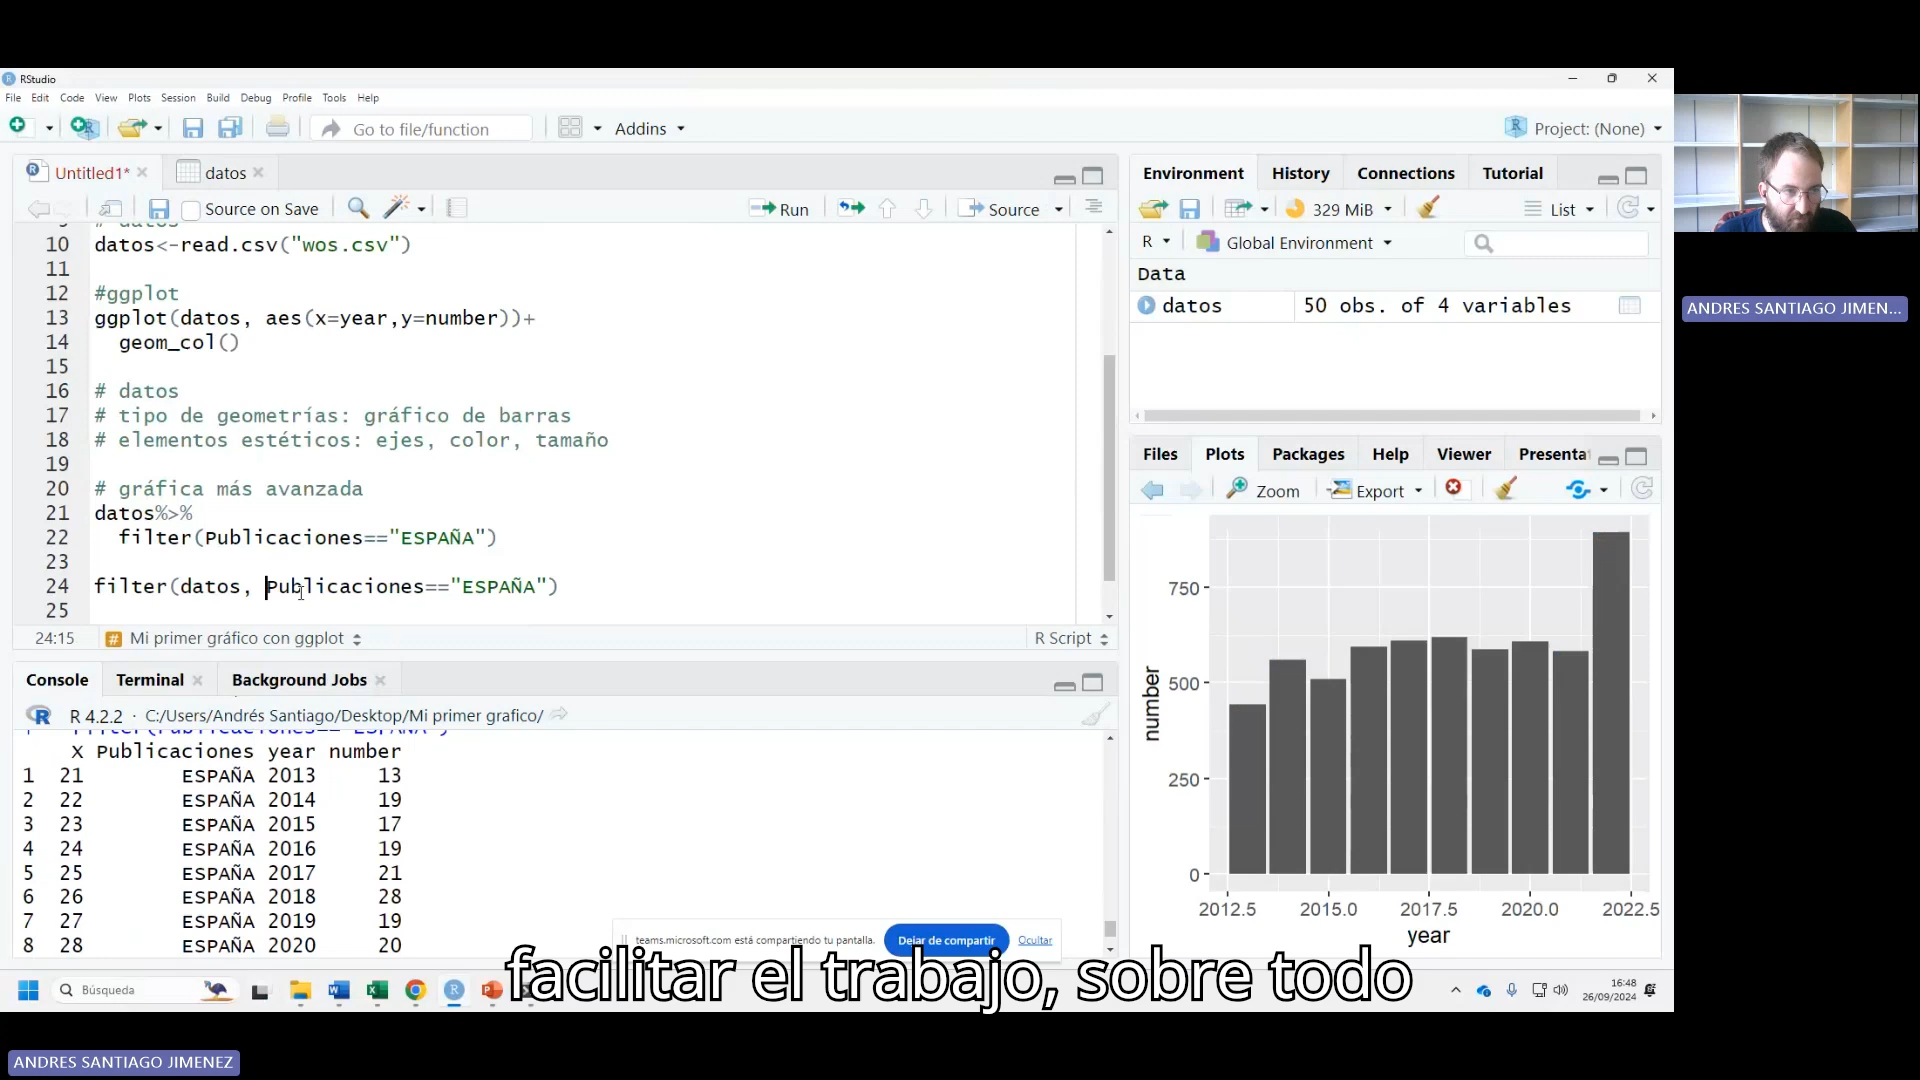 RStudio
File Edit Code View Plots Session Build Debug Profile Tools Help
Go to file/function
Addins
Project: (None)
Untitled1*
datos
Source on Save
Run
Source
10 datos<-read.csv("wos.csv")
11
12 #ggplot
13 ggplot(datos, aes(x=year,y=number))+
14 geom_col()
15
16 # datos
17 # tipo de geometrías: gráfico de barras
18 # elementos estéticos: ejes, color, tamaño
19
20 # gráfica más avanzada
21 datos%>%
22 filter(Publicaciones=="ESPAÑA")
23
24 filter(datos, Publicaciones=="ESPAÑA")
25
24:15
Mi primer gráfico con ggplot
R Script
Console
Terminal
Background Jobs
R 4.2.2 · C:/Users/Andrés Santiago/Desktop/Mi primer grafico/
X Publicaciones year number
1 21 ESPAÑA 2013 13
2 22 ESPAÑA 2014 19
3 23 ESPAÑA 2015 17
4 24 ESPAÑA 2016 19
5 25 ESPAÑA 2017 21
6 26 ESPAÑA 2018 28
7 27 ESPAÑA 2019 19
8 28 ESPAÑA 2020 20
Environment
History
Connections
Tutorial
329 MiB
List
R
Global Environment
Data
datos
50 obs. of 4 variables
Files
Plots
Packages
Help
Viewer
Zoom
Export
number
750
500
250
0
2012.5 2015.0 2017.5 2020.0 2022.5
year
teams.microsoft.com está compartiendo tu pantalla.
Dejar de compartir
Ocultar
facilitar el trabajo, sobre todo
Búsqueda
16:48
26/09/2024
ANDRES SANTIAGO JIMEN...
ANDRES SANTIAGO JIMENEZ